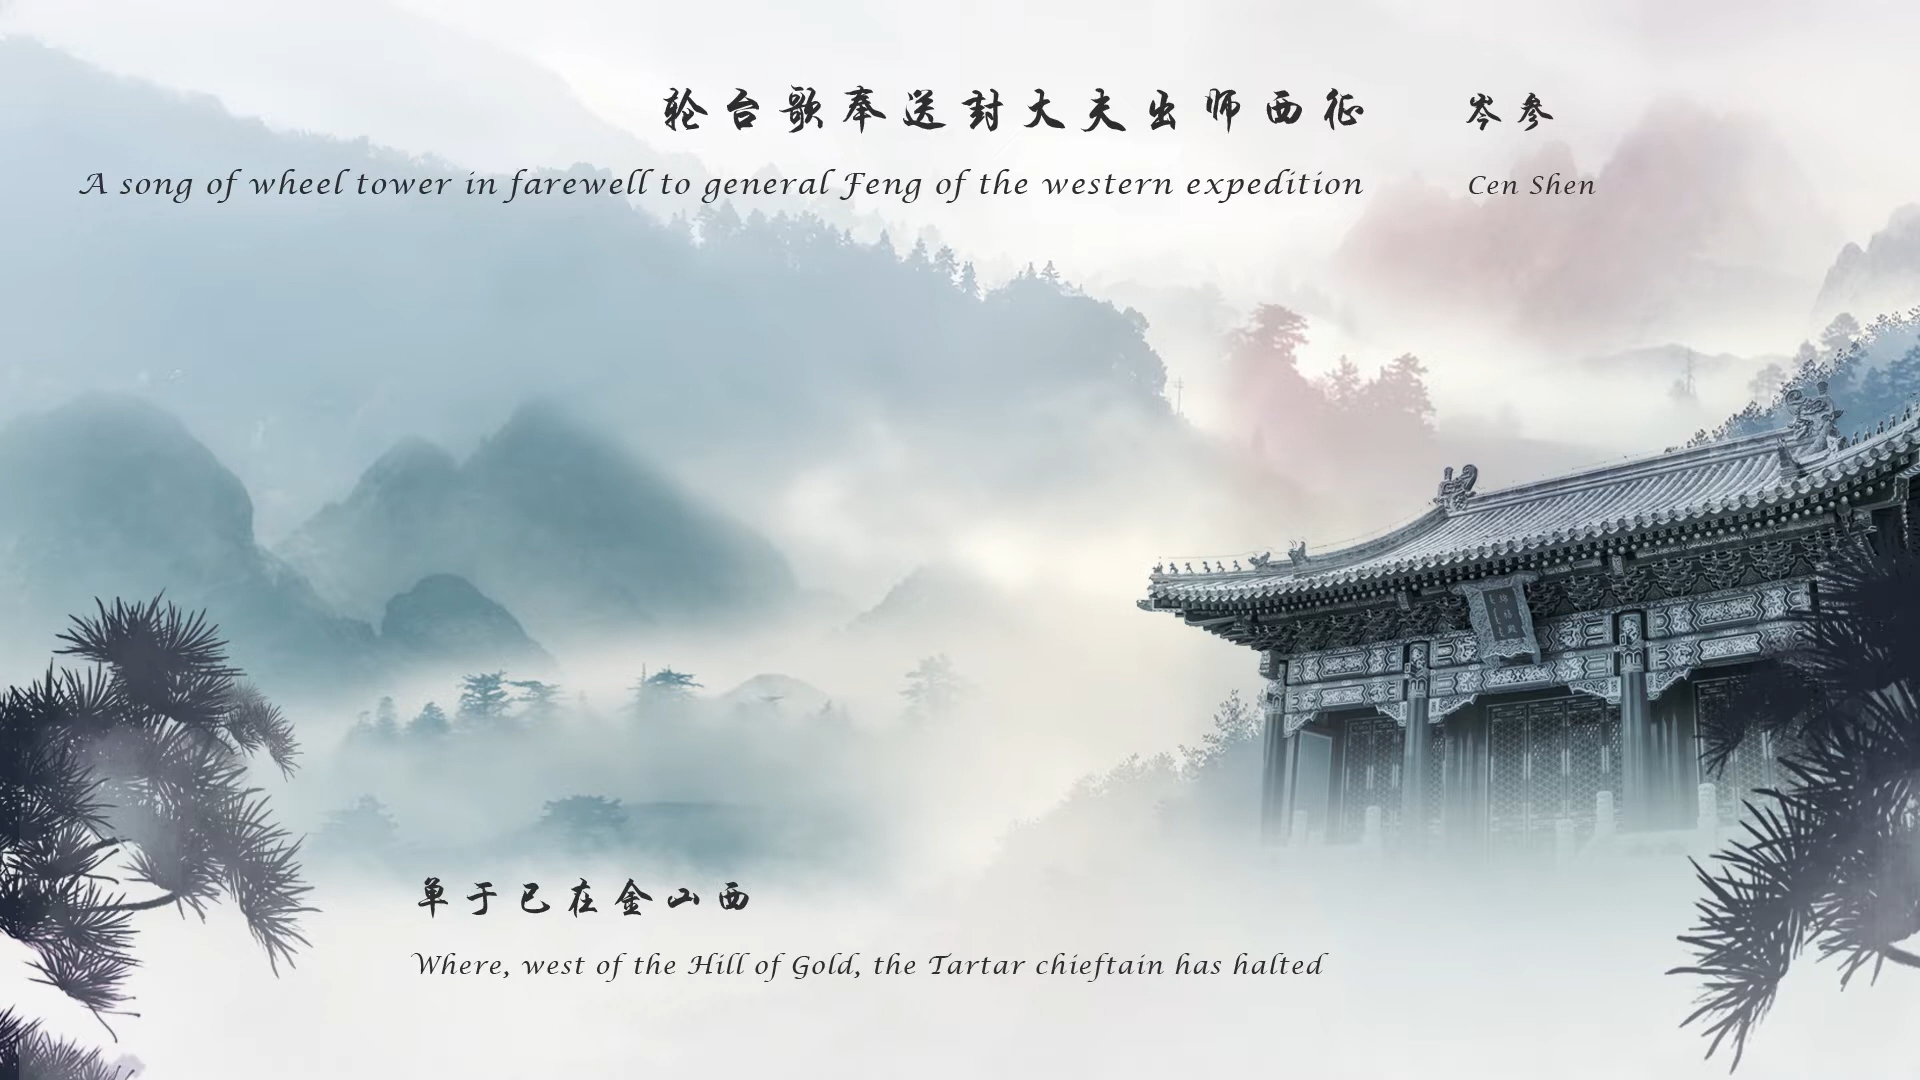 轮台歌奉送封大夫出师西征 岑参
A song of wheel tower in farewell to general Feng of the western expedition Cen Shen
单于已在金山西
Where, west of the Hill of Gold, the Tartar chieftain has halted